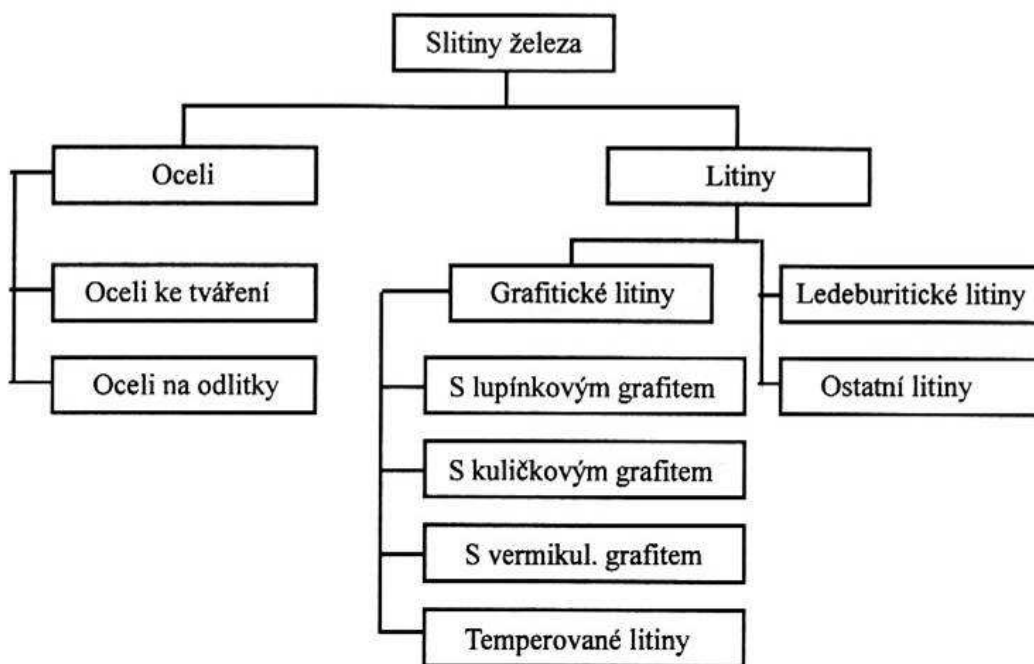 Slitiny železa
Oceli
Litiny
Oceli ke tváření
Grafitické litiny
Ledeburitické litiny
Oceli na odlitky
S lupínkovým grafitem
Ostatní litiny
S kuličkovým grafitem
S vermikul. grafitem
Temperované litiny